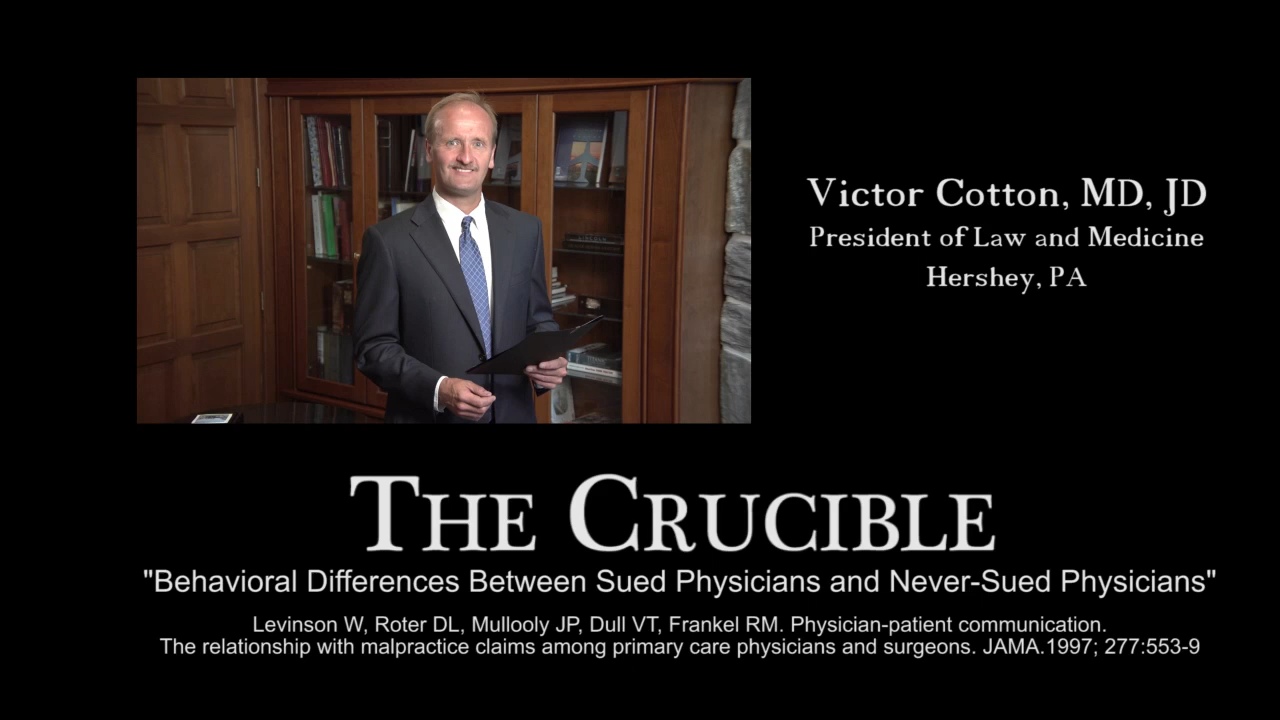 Victor Cotton, MD, JD
President of Law and Medicine
Hershey, PA
THE CRUCIBLE
"Behavioral Differences Between Sued Physicians and Never-Sued Physicians"
Levinson W, Roter DL, Mullooly JP, Dull VT, Frankel RM. Physician-patient communication.
The relationship with malpractice claims among primary care physicians and surgeons. JAMA.1997; 277:553-9